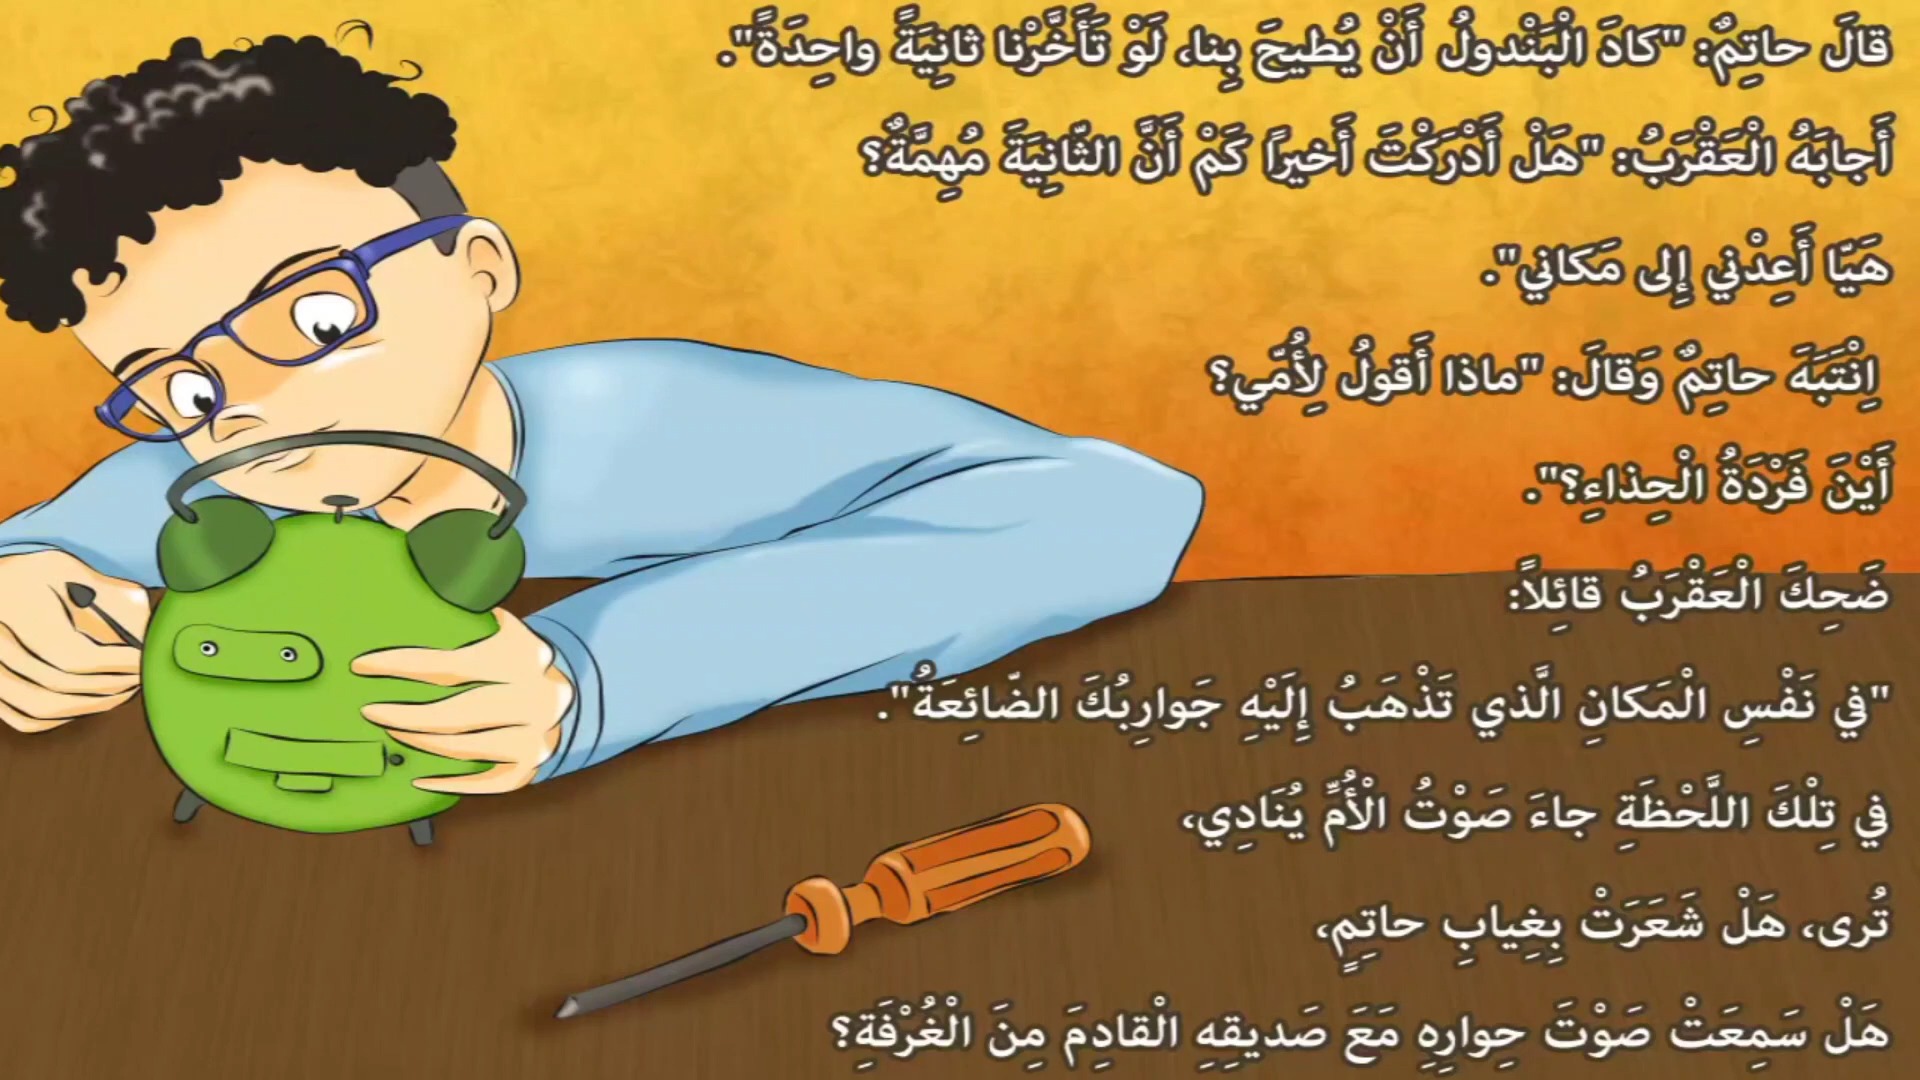 قالَ حاتِمٌ: "كادَ الْبَنْدولُ أَنْ يُطيحَ بِنا، لَوْ تَأَخَّرْنا ثانِيَةً واحِدَةً".
أَجابَهُ الْعَقْرَبُ: "هَلْ أَدْرَكْتَ أَخيرًا كَمْ أَنَّ الثّانِيَةَ مُهِمَّةٌ؟
هَيّا أَعِدْني إِلى مَكاني".
اِنْتَبَهَ حاتِمٌ وَقالَ: "ماذا أَقولُ لِأُمّي؟
أَيْنَ فَرْدَةُ الْحِذاءِ؟".
ضَحِكَ الْعَقْرَبُ قائِلاً:
"في نَفْسِ الْمَكانِ الَّذي تَذْهَبُ إِلَيْهِ جَوارِبُكَ الضّائِعَةُ".
في تِلْكَ اللَّحْظَةِ جاءَ صَوْتُ الْأُمِّ يُنَادِي،
تُرى، هَلْ شَعَرَتْ بِغِيابِ حاتِمٍ،
هَلْ سَمِعَتْ صَوْتَ حِوارِهِ مَعَ صَديقِهِ الْقادِمَ مِنَ الْغُرْفَةِ؟